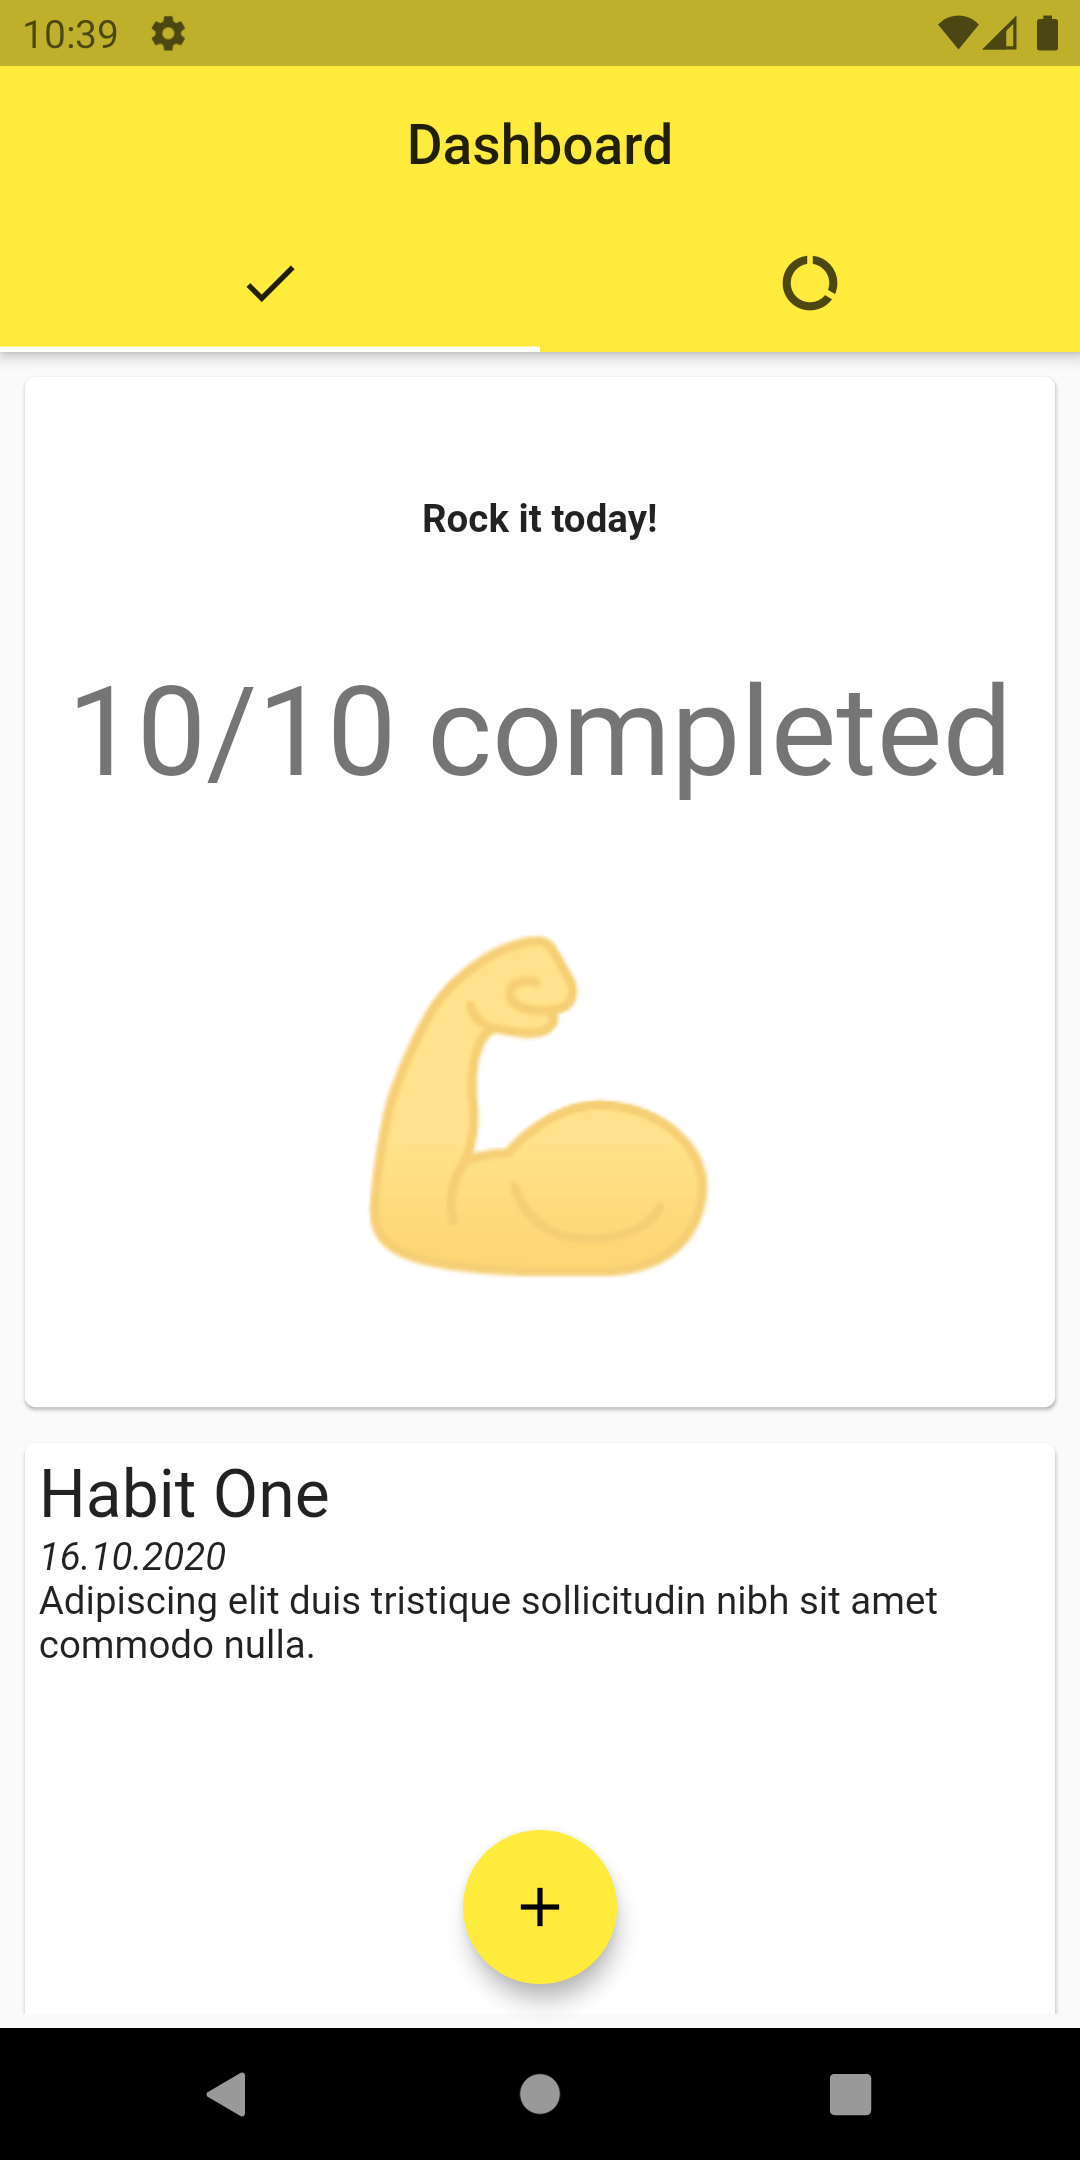 10:39
Dashboard
Rock it today!
10/10 completed
Habit One
16.10.2020
Adipiscing elit duis tristique sollicitudin nibh sit amet
commodo nulla.